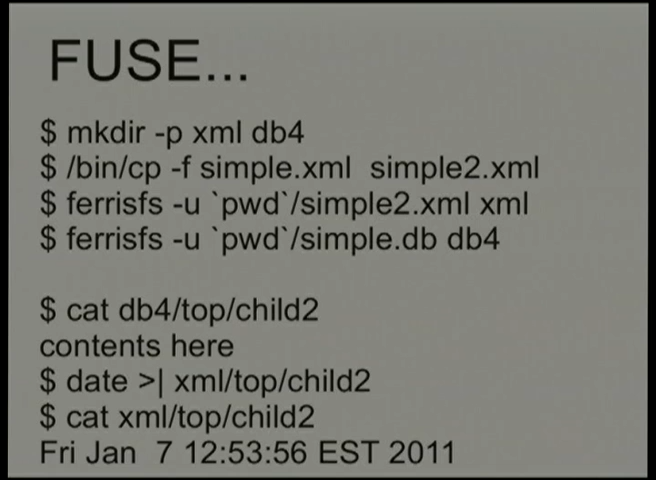 FUSE...
$ mkdir -p xml db4
$ /bin/cp -f simple.xml  simple2.xml
$ ferrisfs -u `pwd`/simple2.xml xml
$ ferrisfs -u `pwd`/simple.db db4
$ cat db4/top/child2
contents here
$ date >| xml/top/child2
$ cat xml/top/child2
Fri Jan  7 12:53:56 EST 2011